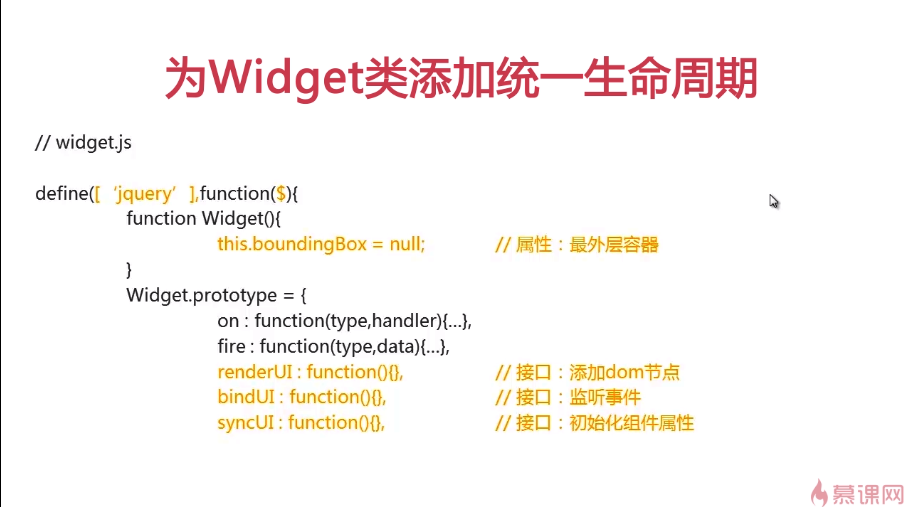 为Widget类添加统一生命周期
// widget.js
define([‘jquery’],function($){
function Widget(){
this.boundingBox = null; // 属性：最外层容器
}
Widget.prototype = {
on : function(type,handler){...},
fire : function(type,data){...},
renderUI : function(){}, // 接口：添加dom节点
bindUI : function(){}, // 接口：监听事件
syncUI : function(){}, // 接口：初始化组件属性
慕课网